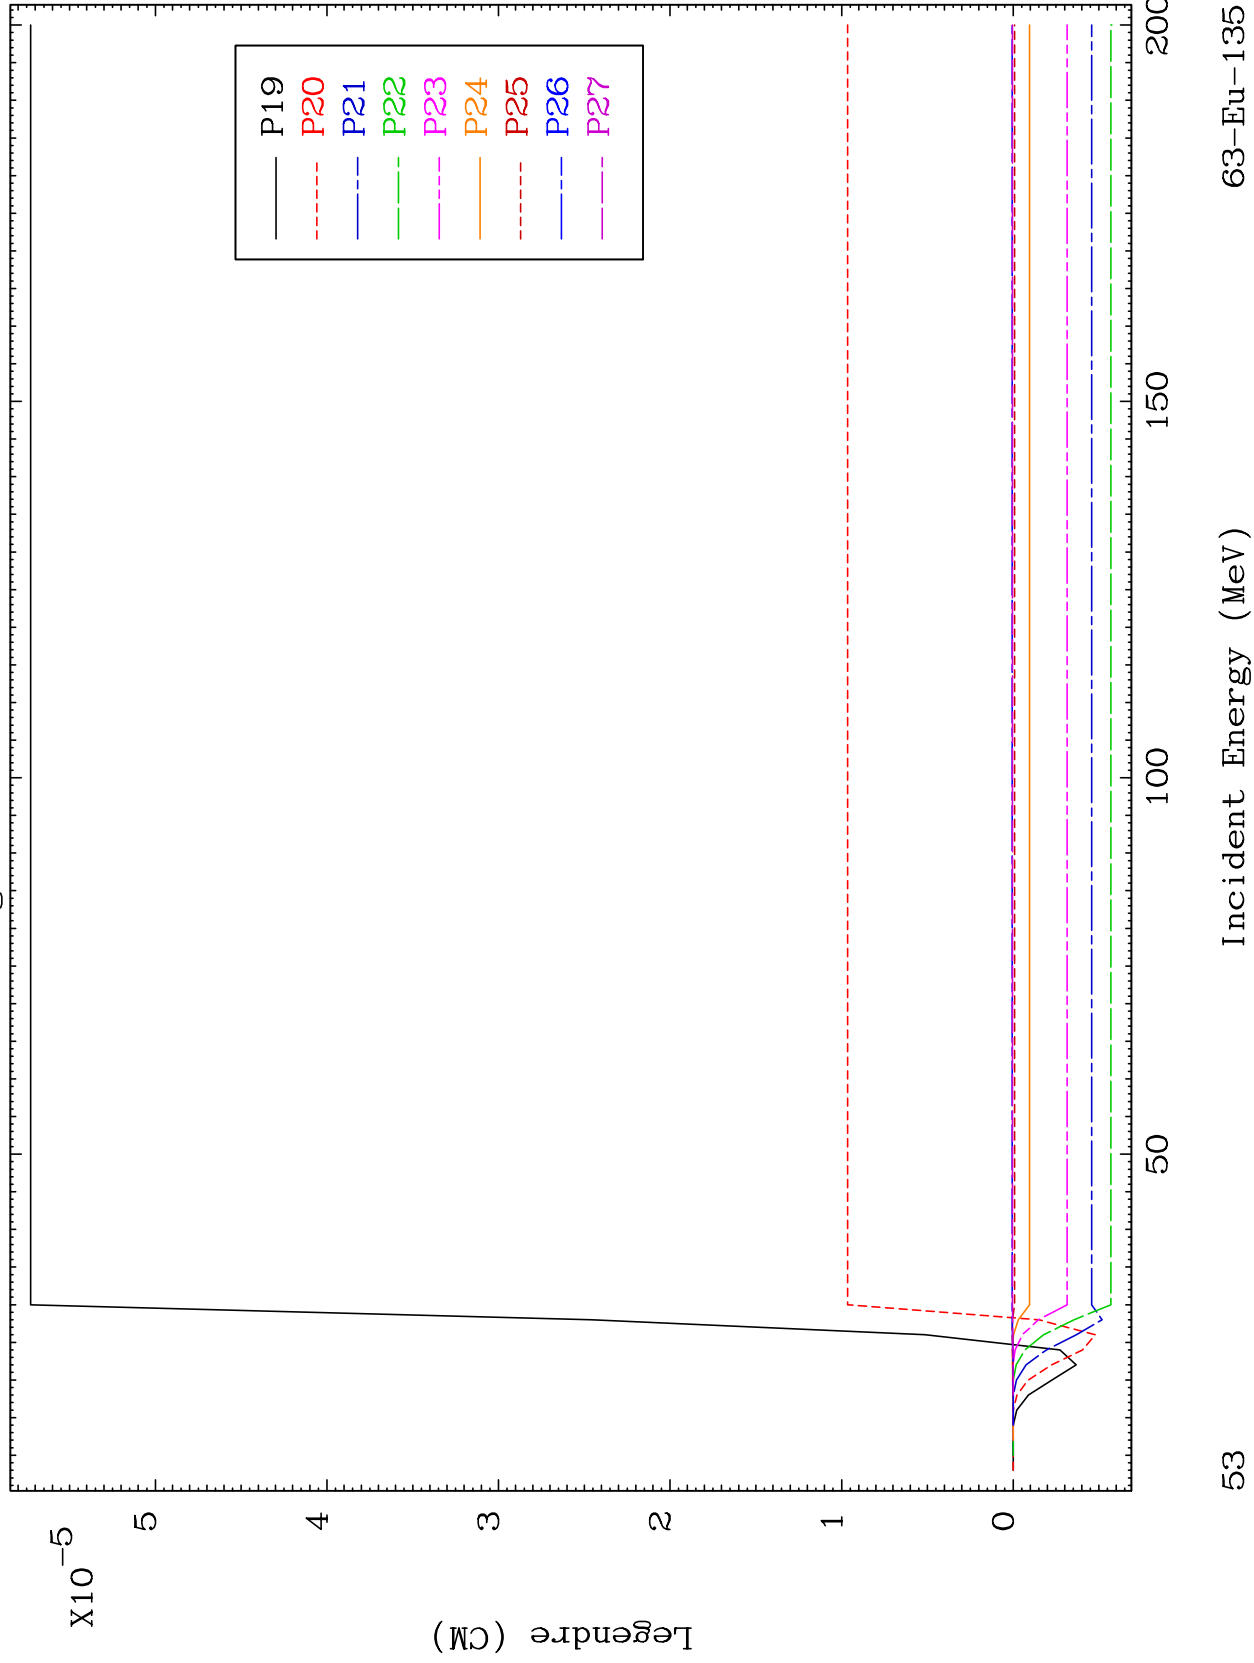 X10⁻⁵
5
4
3
2
1
0
Legendre (CM)
P19
P20
P21
P22
P23
P24
P25
P26
P27
50
100
150
200
Incident Energy (MeV)
53
63-Eu-135